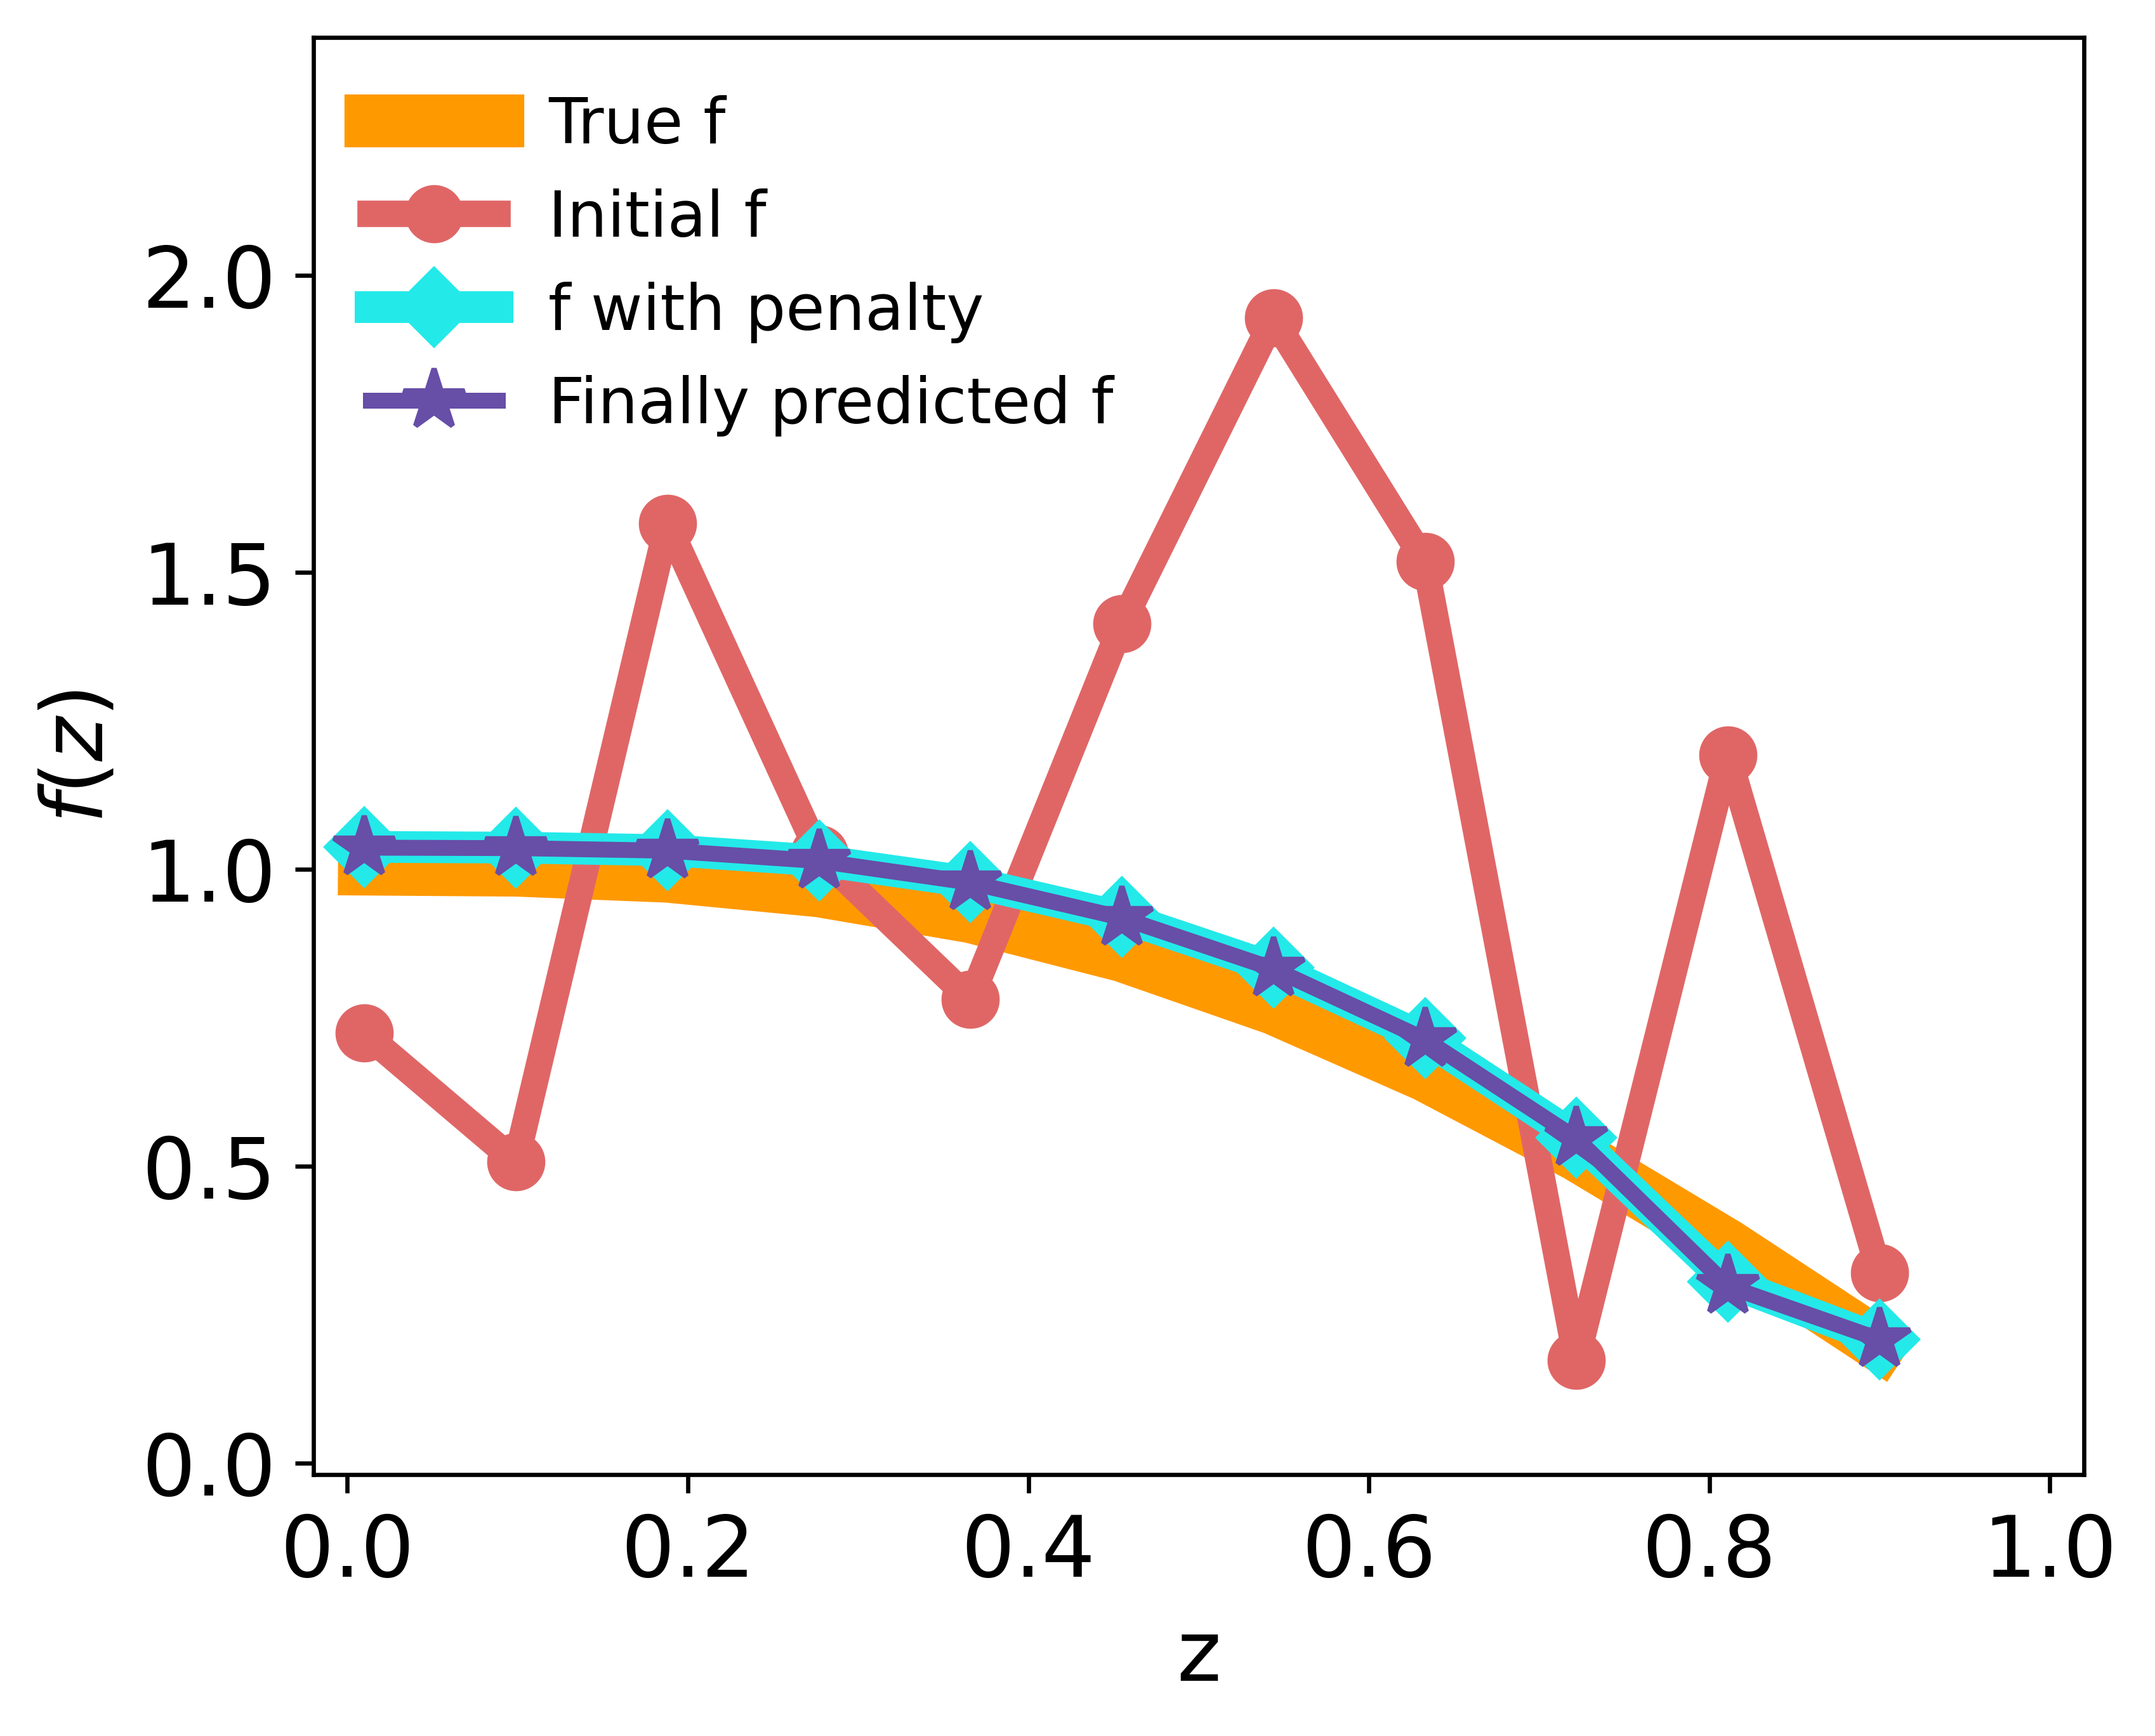 True f
Initial f
f with penalty
Finally predicted f
2.0
1.5
1.0
0.5
0.0
f(z)
0.0 0.2 0.4 0.6 0.8 1.0
z